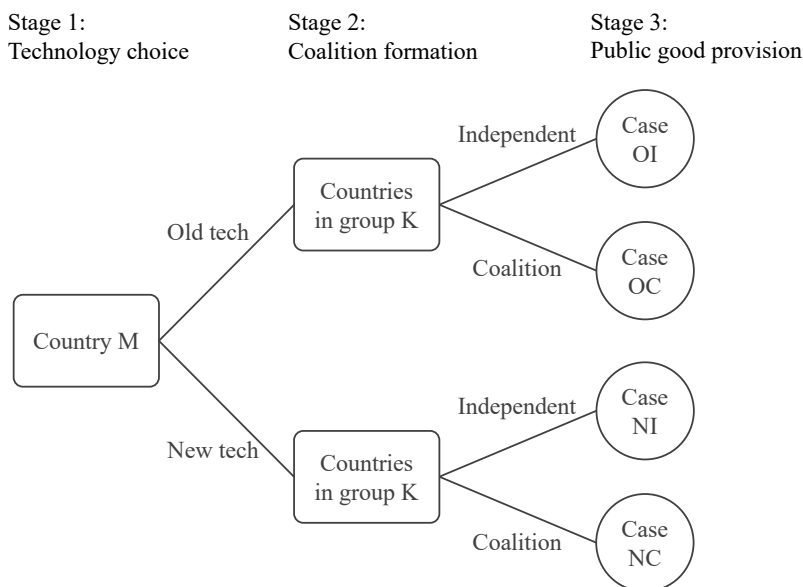 Stage 1:
Technology choice
Stage 2:
Coalition formation
Stage 3:
Public good provision
Country M
Old tech
New tech
Countries
in group K
Independent
Coalition
Case
OI
Case
OC
Countries
in group K
Independent
Coalition
Case
NI
Case
NC